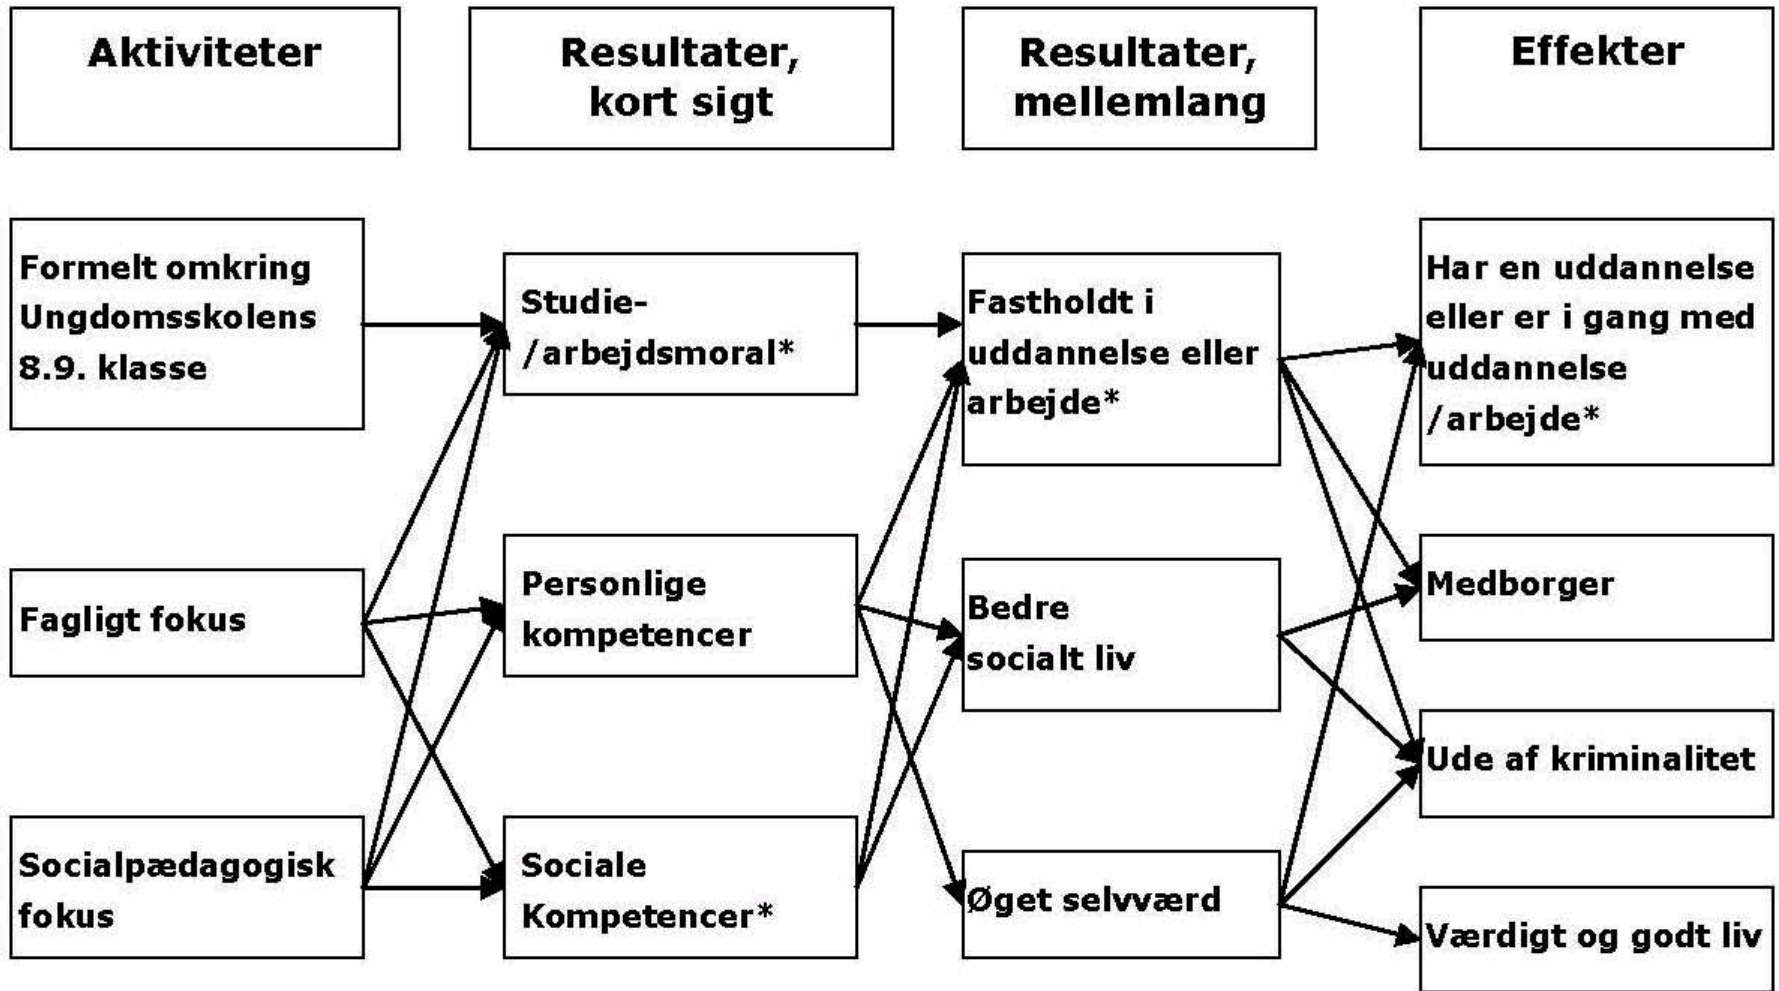 Aktiviteter
Resultater,
kort sigt
Resultater,
mellemlang
Effekter
Formelt omkring
Ungdomsskolens
8.9. klasse
Studie-
/arbejdsmoral*
Fastholdt i
uddannelse eller
arbejde*
Har en uddannelse
eller er i gang med
uddannelse
/arbejde*
Fagligt fokus
Personlige
kompetencer
Bedre
socialt liv
Medborger
Ude af kriminalitet
Socialpædagogisk
fokus
Sociale
Kompetencer*
Øget selvværd
Værdigt og godt liv